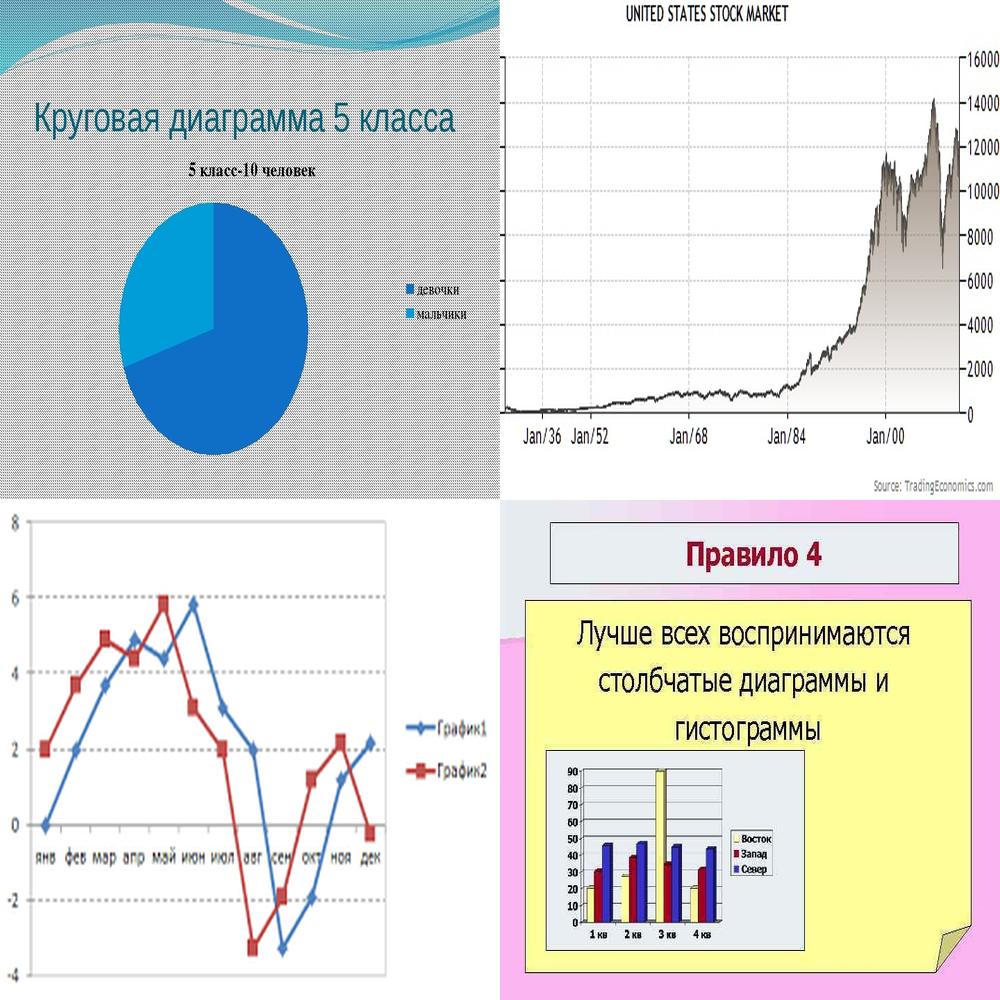 Круговая диаграмма 5 класса
5 класс-10 человек
девочки
мальчики
UNITED STATES STOCK MARKET
16000
14000
12000
10000
8000
6000
4000
2000
0
Jan/36 Jan/52 Jan/68 Jan/84 Jan/00
Source: TradingEconomics.com
8
6
4
2
0
-2
-4
янв фев мар апр май июн июл авг сен окт ноя дек
График1
График2
Правило 4
Лучше всех воспринимаются
столбчатые диаграммы и
гистограммы
90
80
70
60
50
40
30
20
10
0
1 кв 2 кв 3 кв 4 кв
Восток
Запад
Север